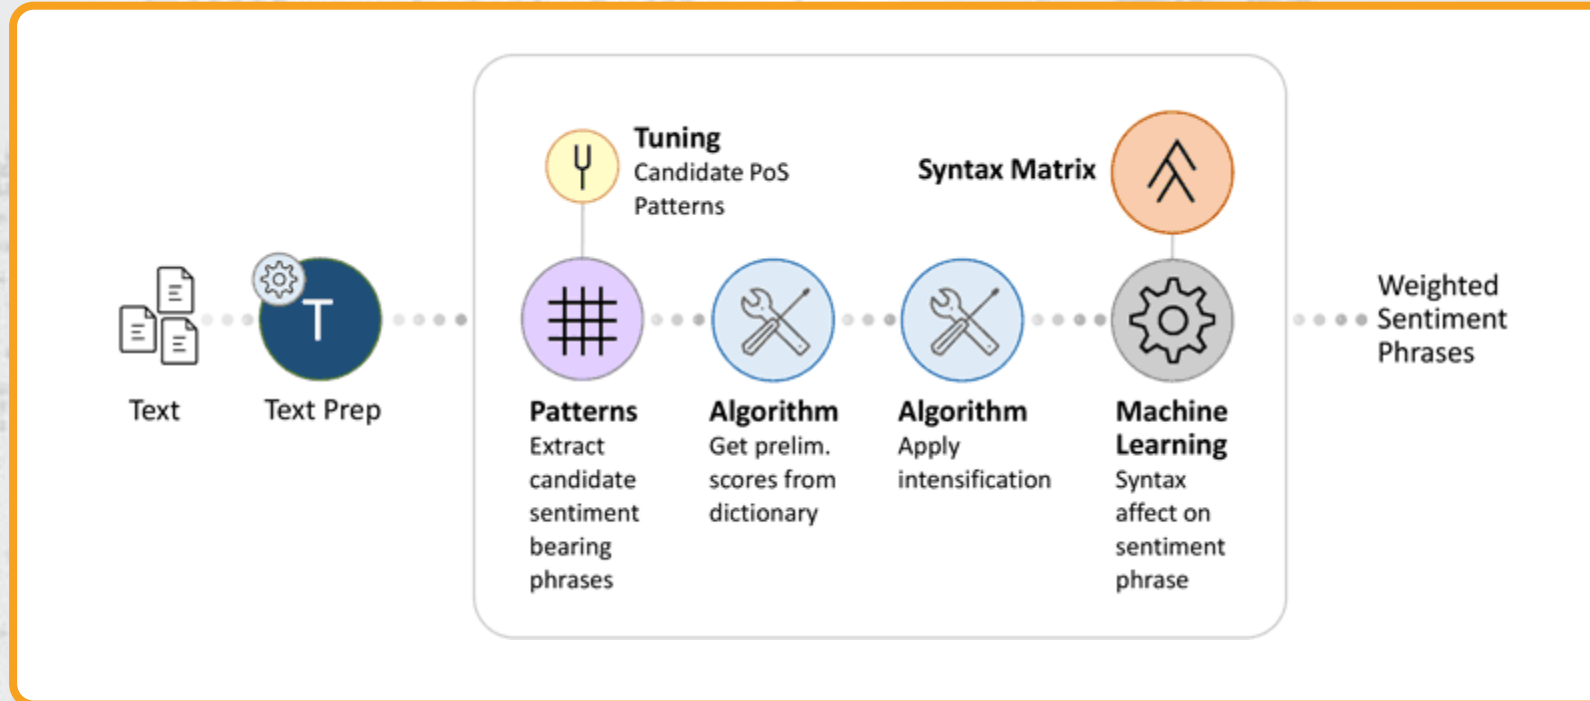 Tuning
Candidate PoS
Patterns
Syntax Matrix
T
Text
Text Prep
Weighted
Sentiment
Phrases
Patterns
Extract
candidate
sentiment
bearing
phrases
Algorithm
Get prelim.
scores from
dictionary
Algorithm
Apply
intensification
Machine
Learning
Syntax
affect on
sentiment
phrase